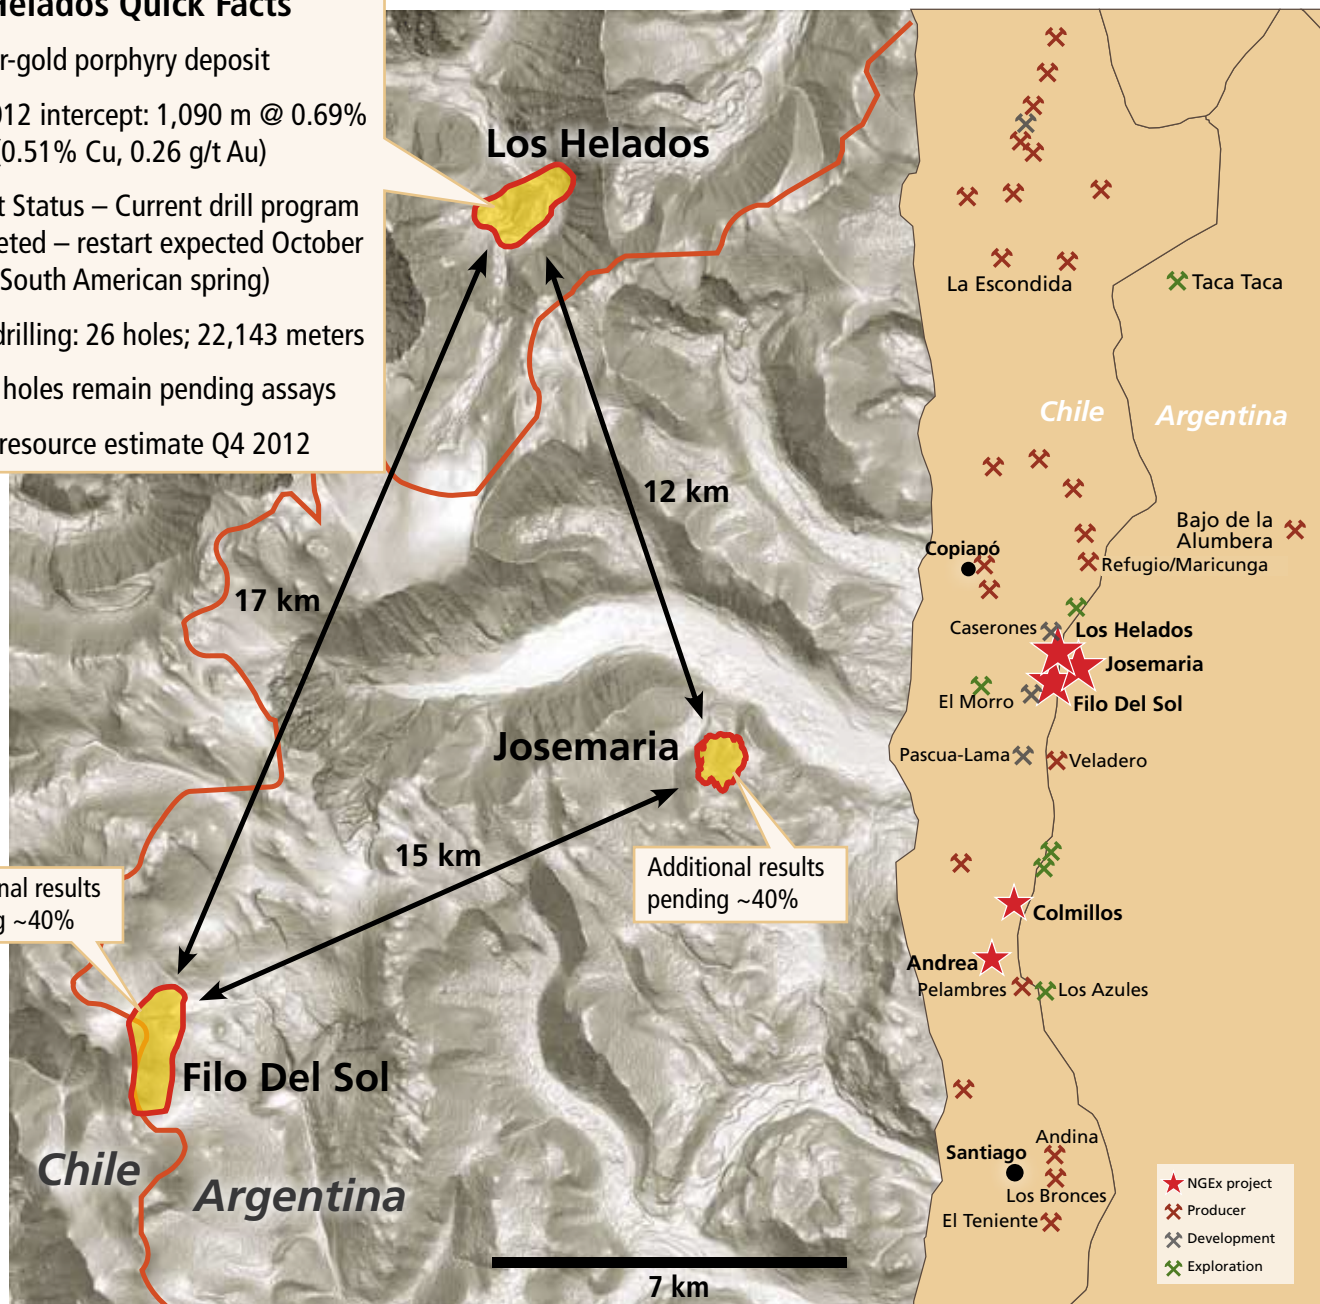 Helados Quick Facts
r-gold porphyry deposit
12 intercept: 1,090 m @ 0.69%
(0.51% Cu, 0.26 g/t Au)
t Status – Current drill program
eted – restart expected October
South American spring)
drilling: 26 holes; 22,143 meters
holes remain pending assays
resource estimate Q4 2012
Los Helados
12 km
17 km
Josemaria
15 km
Additional results
pending ~40%
nal results
g ~40%
Filo Del Sol
Chile
Argentina
7 km
La Escondida
Taca Taca
Chile
Argentina
Bajo de la
Alumbera
Copiapó
Refugio/Maricunga
Caserones
Los Helados
Josemaria
El Morro
Filo Del Sol
Pascua-Lama
Veladero
Colmillos
Andrea
Pelambres
Los Azules
Andina
Santiago
Los Bronces
El Teniente
NGEx project
Producer
Development
Exploration